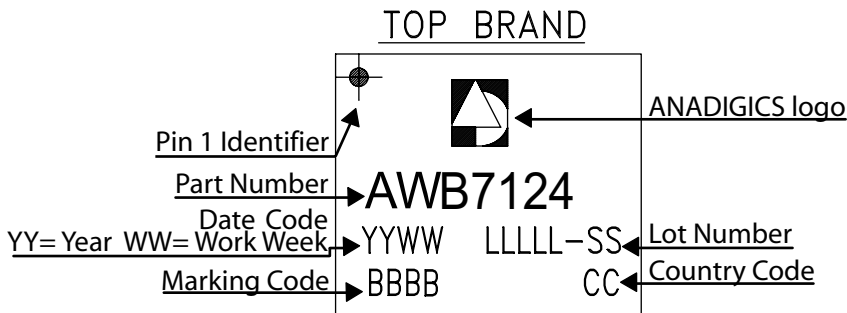 TOP BRAND
ANADIGICS logo
Pin 1 Identifier
Part Number
AWB7124
Date Code
YY= Year WW= Work Week
YYWW LLLLL-SS
Lot Number
Marking Code
BBBB CC
Country Code